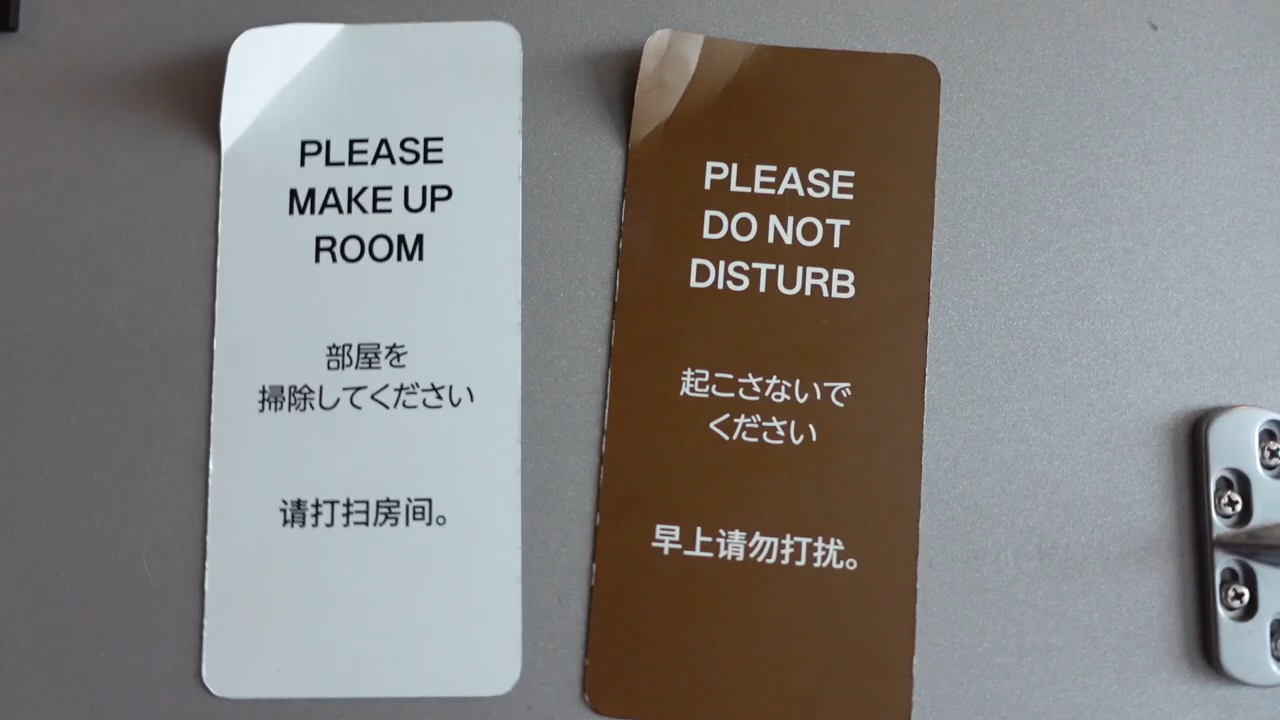 PLEASE
MAKE UP
ROOM
部屋を
掃除してください
请打扫房间。
PLEASE
DO NOT
DISTURB
起こさないで
ください
早上请勿打扰。